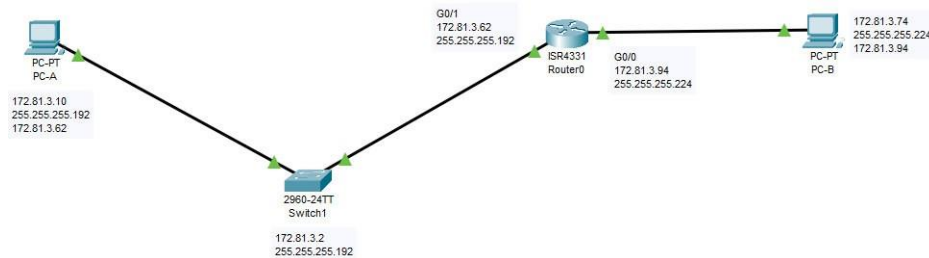 PC-PT
PC-A
172.81.3.10
255.255.255.192
172.81.3.62
2960-24TT
Switch1
172.81.3.2
255.255.255.192
G0/1
172.81.3.62
255.255.255.192
ISR4331
Router0
G0/0
172.81.3.94
255.255.255.224
PC-PT
PC-B
172.81.3.74
255.255.255.224
172.81.3.94